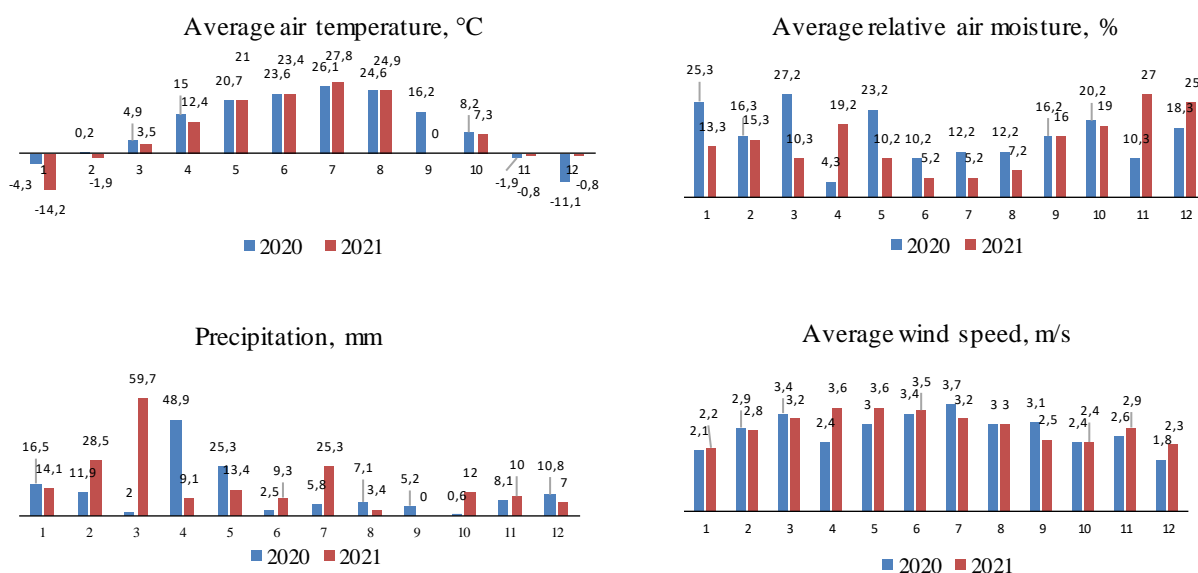 Average air temperature, °C
-4,3 0,2 4,9 15 20,7 23,6 26,1 24,6 16,2 8,2 -1,9 -11,1
-14,2 -1,9 3,5 12,4 21 23,4 27,8 24,9 0 7,3 -0,8 -0,8
1 2 3 4 5 6 7 8 9 10 11 12
2020 2021
Average relative air moisture, %
25,3 16,3 27,2 4,3 23,2 10,2 12,2 12,2 16,2 20,2 10,3 18,3
13,3 15,3 10,3 19,2 10,2 5,2 5,2 7,2 16 19 27 25
1 2 3 4 5 6 7 8 9 10 11 12
2020 2021
Precipitation, mm
16,5 11,9 2 48,9 25,3 2,5 5,8 7,1 5,2 0,6 8,1 10,8
14,1 28,5 59,7 9,1 13,4 9,3 25,3 3,4 0 12 10 7
1 2 3 4 5 6 7 8 9 10 11 12
2020 2021
Average wind speed, m/s
2,1 2,9 3,4 2,4 3 3,4 3,7 3 3,1 2,4 2,6 1,8
2,2 2,8 3,2 3,6 3,6 3,5 3,2 3 2,5 2,4 2,9 2,3
1 2 3 4 5 6 7 8 9 10 11 12
2020 2021